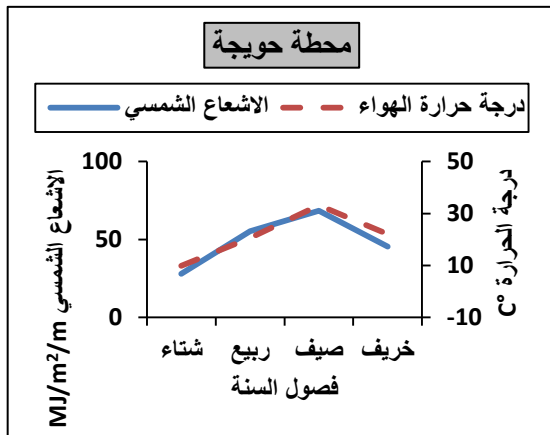 محطة حويجة
الاشعاع الشمسي درجة حرارة الهواء
الاشعاع الشمسي MJ/m²/m
100
50
0
درجة الحرارة C°
50
30
10
-10
شتاء ربيع صيف خريف
فصول السنة